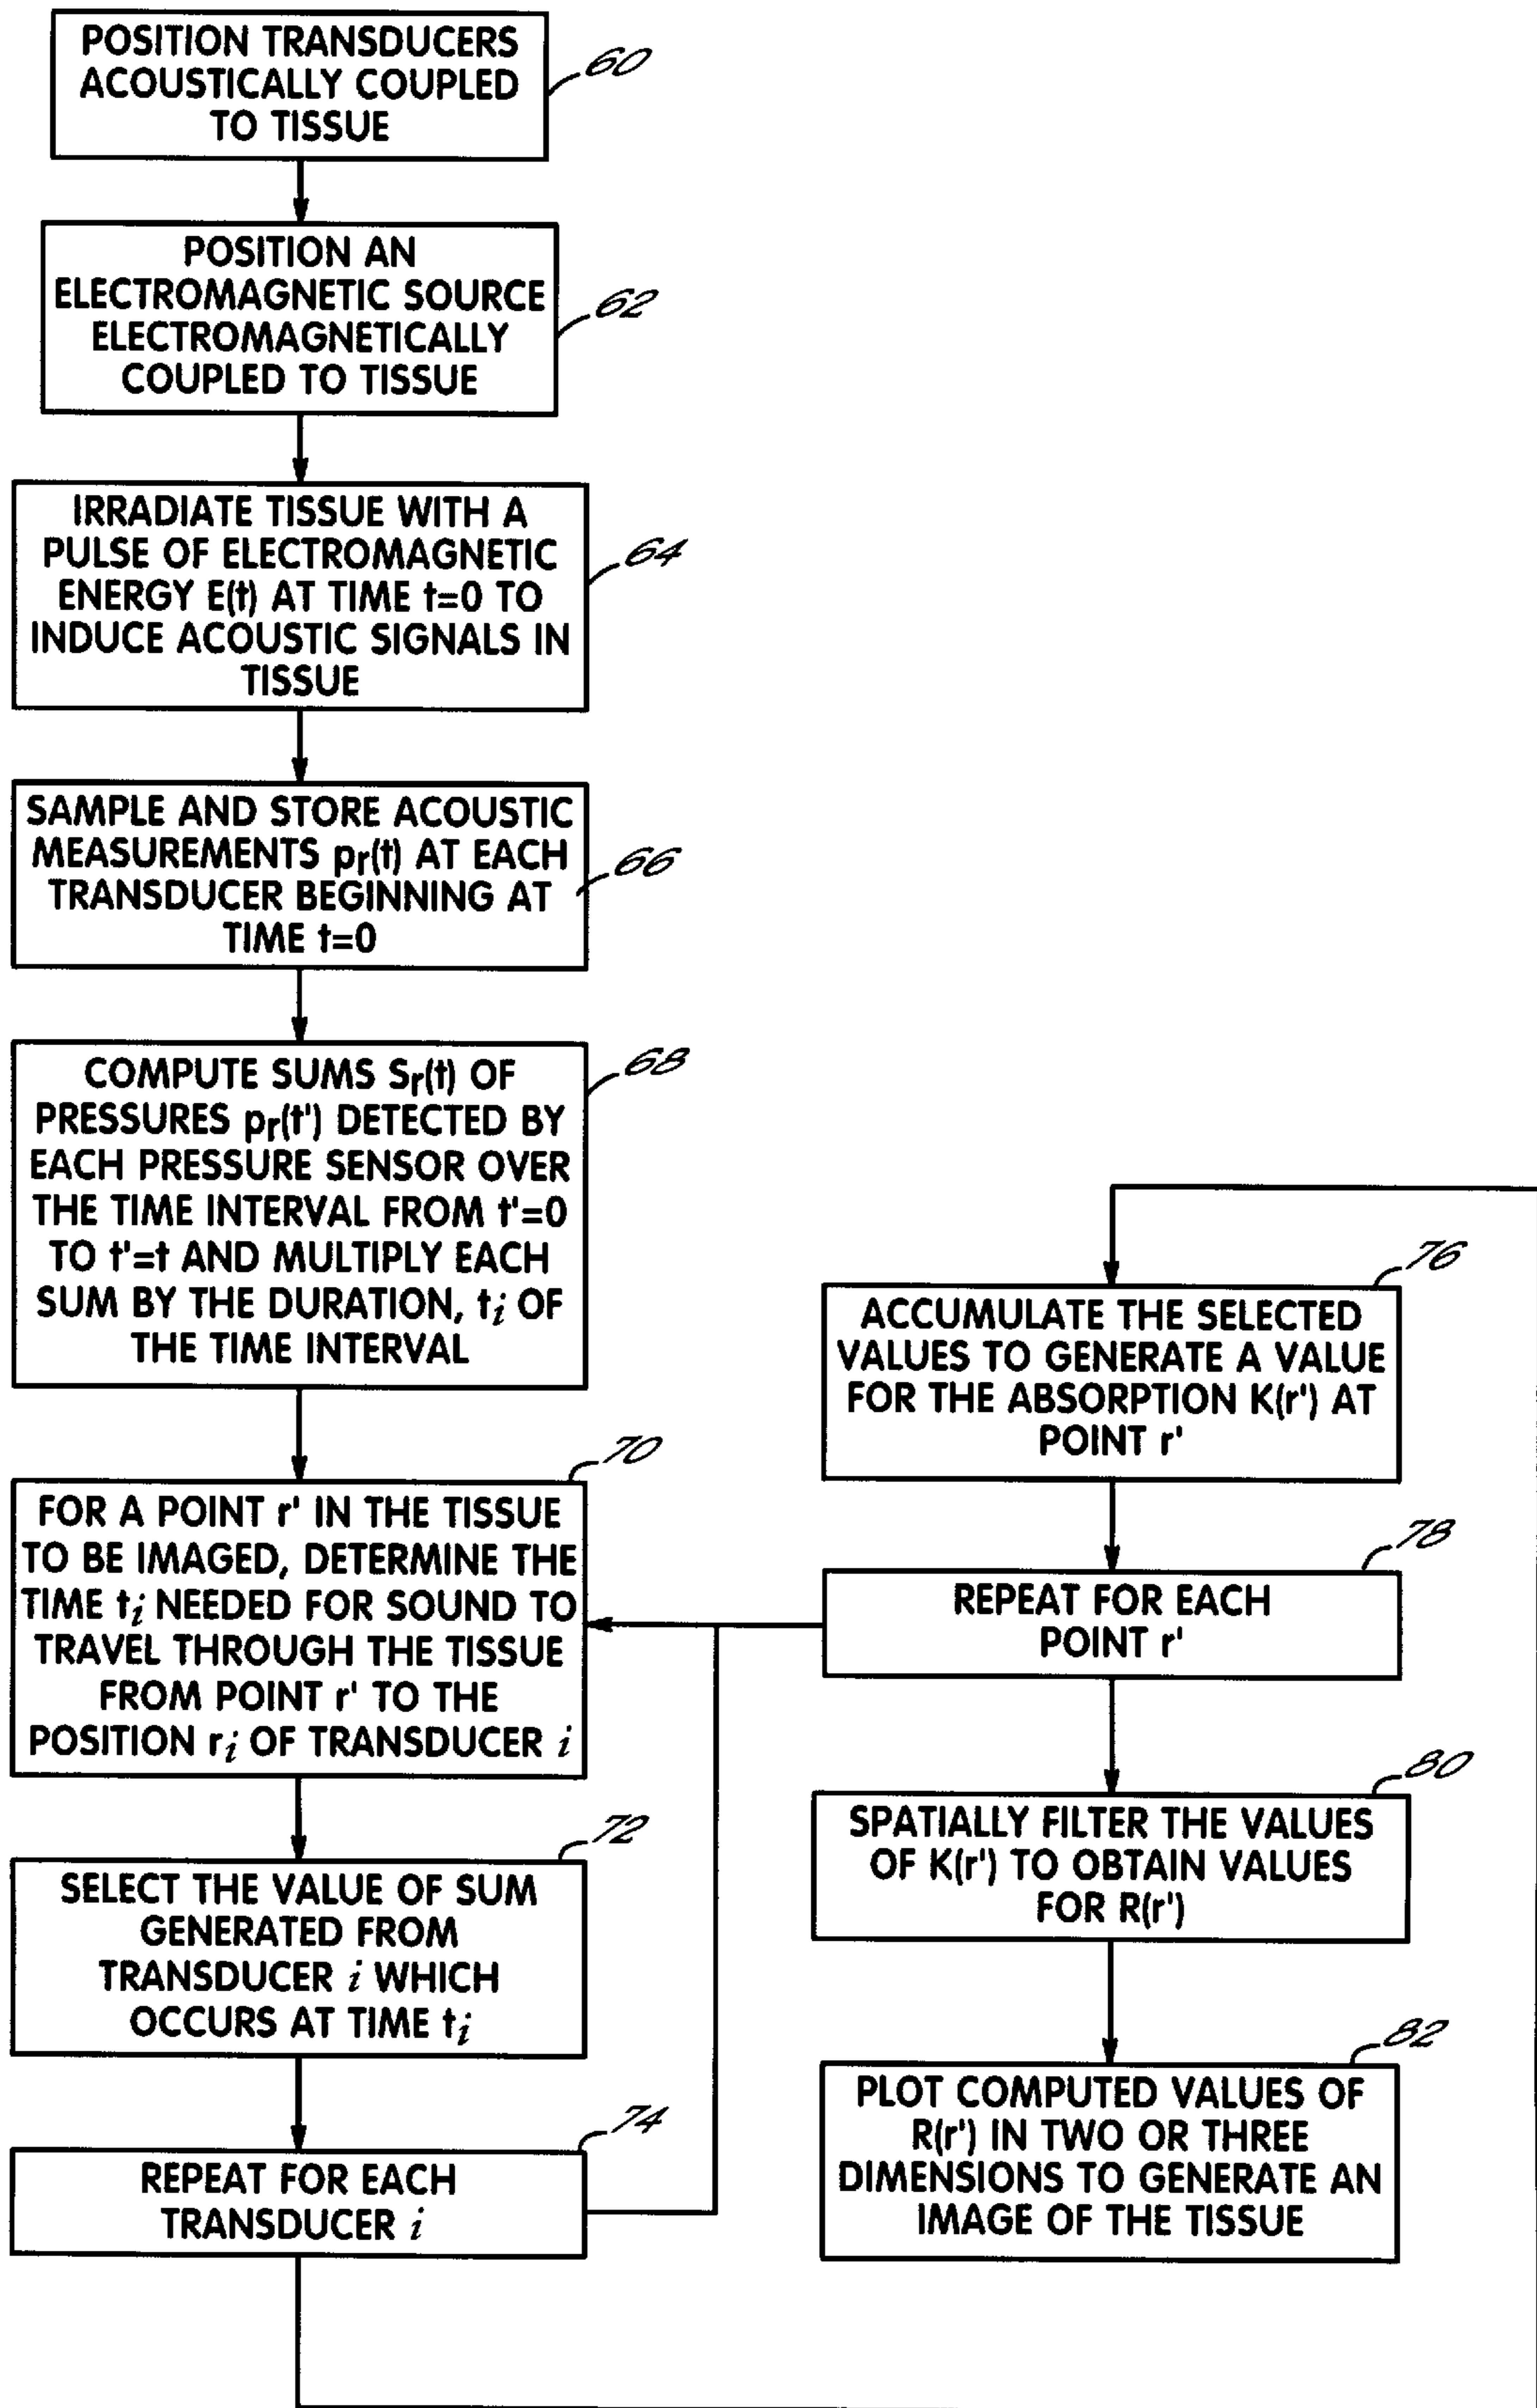 POSITION TRANSDUCERS
ACOUSTICALLY COUPLED
TO TISSUE
60
POSITION AN
ELECTROMAGNETIC SOURCE
ELECTROMAGNETICALLY
COUPLED TO TISSUE
62
IRRADIATE TISSUE WITH A
PULSE OF ELECTROMAGNETIC
ENERGY E(t) AT TIME t=0 TO
INDUCE ACOUSTIC SIGNALS IN
TISSUE
64
SAMPLE AND STORE ACOUSTIC
MEASUREMENTS pr(t) AT EACH
TRANSDUCER BEGINNING AT
TIME t=0
66
COMPUTE SUMS Sr(t) OF
PRESSURES pr(t') DETECTED BY
EACH PRESSURE SENSOR OVER
THE TIME INTERVAL FROM t'=0
TO t'=t AND MULTIPLY EACH
SUM BY THE DURATION, ti OF
THE TIME INTERVAL
68
FOR A POINT r' IN THE TISSUE
TO BE IMAGED, DETERMINE THE
TIME ti NEEDED FOR SOUND TO
TRAVEL THROUGH THE TISSUE
FROM POINT r' TO THE
POSITION ri OF TRANSDUCER i
70
SELECT THE VALUE OF SUM
GENERATED FROM
TRANSDUCER i WHICH
OCCURS AT TIME ti
72
REPEAT FOR EACH
TRANSDUCER i
74
ACCUMULATE THE SELECTED
VALUES TO GENERATE A VALUE
FOR THE ABSORPTION K(r') AT
POINT r'
76
REPEAT FOR EACH
POINT r'
78
SPATIALLY FILTER THE VALUES
OF K(r') TO OBTAIN VALUES
FOR R(r')
80
PLOT COMPUTED VALUES OF
R(r') IN TWO OR THREE
DIMENSIONS TO GENERATE AN
IMAGE OF THE TISSUE
82